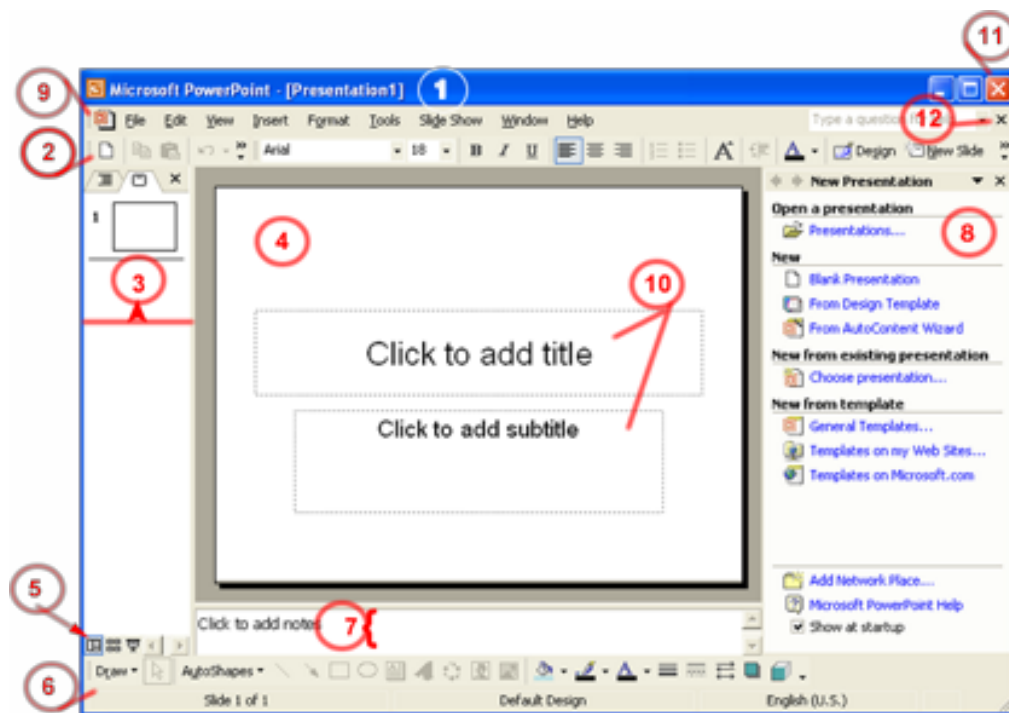 11
Microsoft PowerPoint - [Presentation1] 1
9
File Edit View Insert Format Tools Slide Show Window Help
Type a question f
12
2
Arial 18 B I U A A Design New Slide
New Presentation
1
Open a presentation
4
Presentations...
8
New
3
10
Blank Presentation
From Design Template
From AutoContent Wizard
Click to add title
New from existing presentation
Choose presentation...
New from template
Click to add subtitle
General Templates...
Templates on my Web Sites...
Templates on Microsoft.com
5
Add Network Place...
Click to add notes 7 {
Microsoft PowerPoint Help
Show at startup
Draw AutoShapes A A
6
Slide 1 of 1 Default Design English (U.S.)